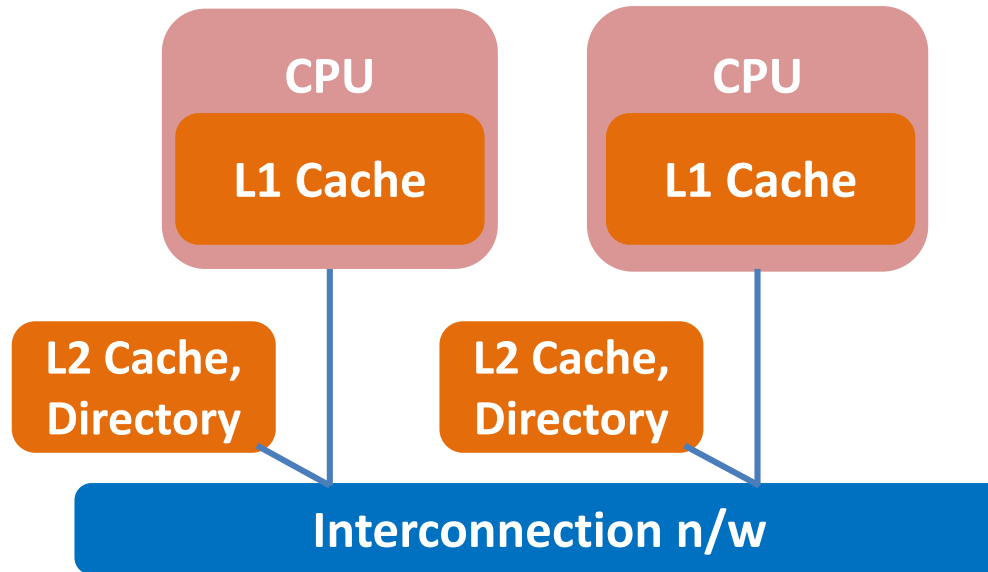 CPU
L1 Cache
CPU
L1 Cache
L2 Cache,
Directory
L2 Cache,
Directory
Interconnection n/w